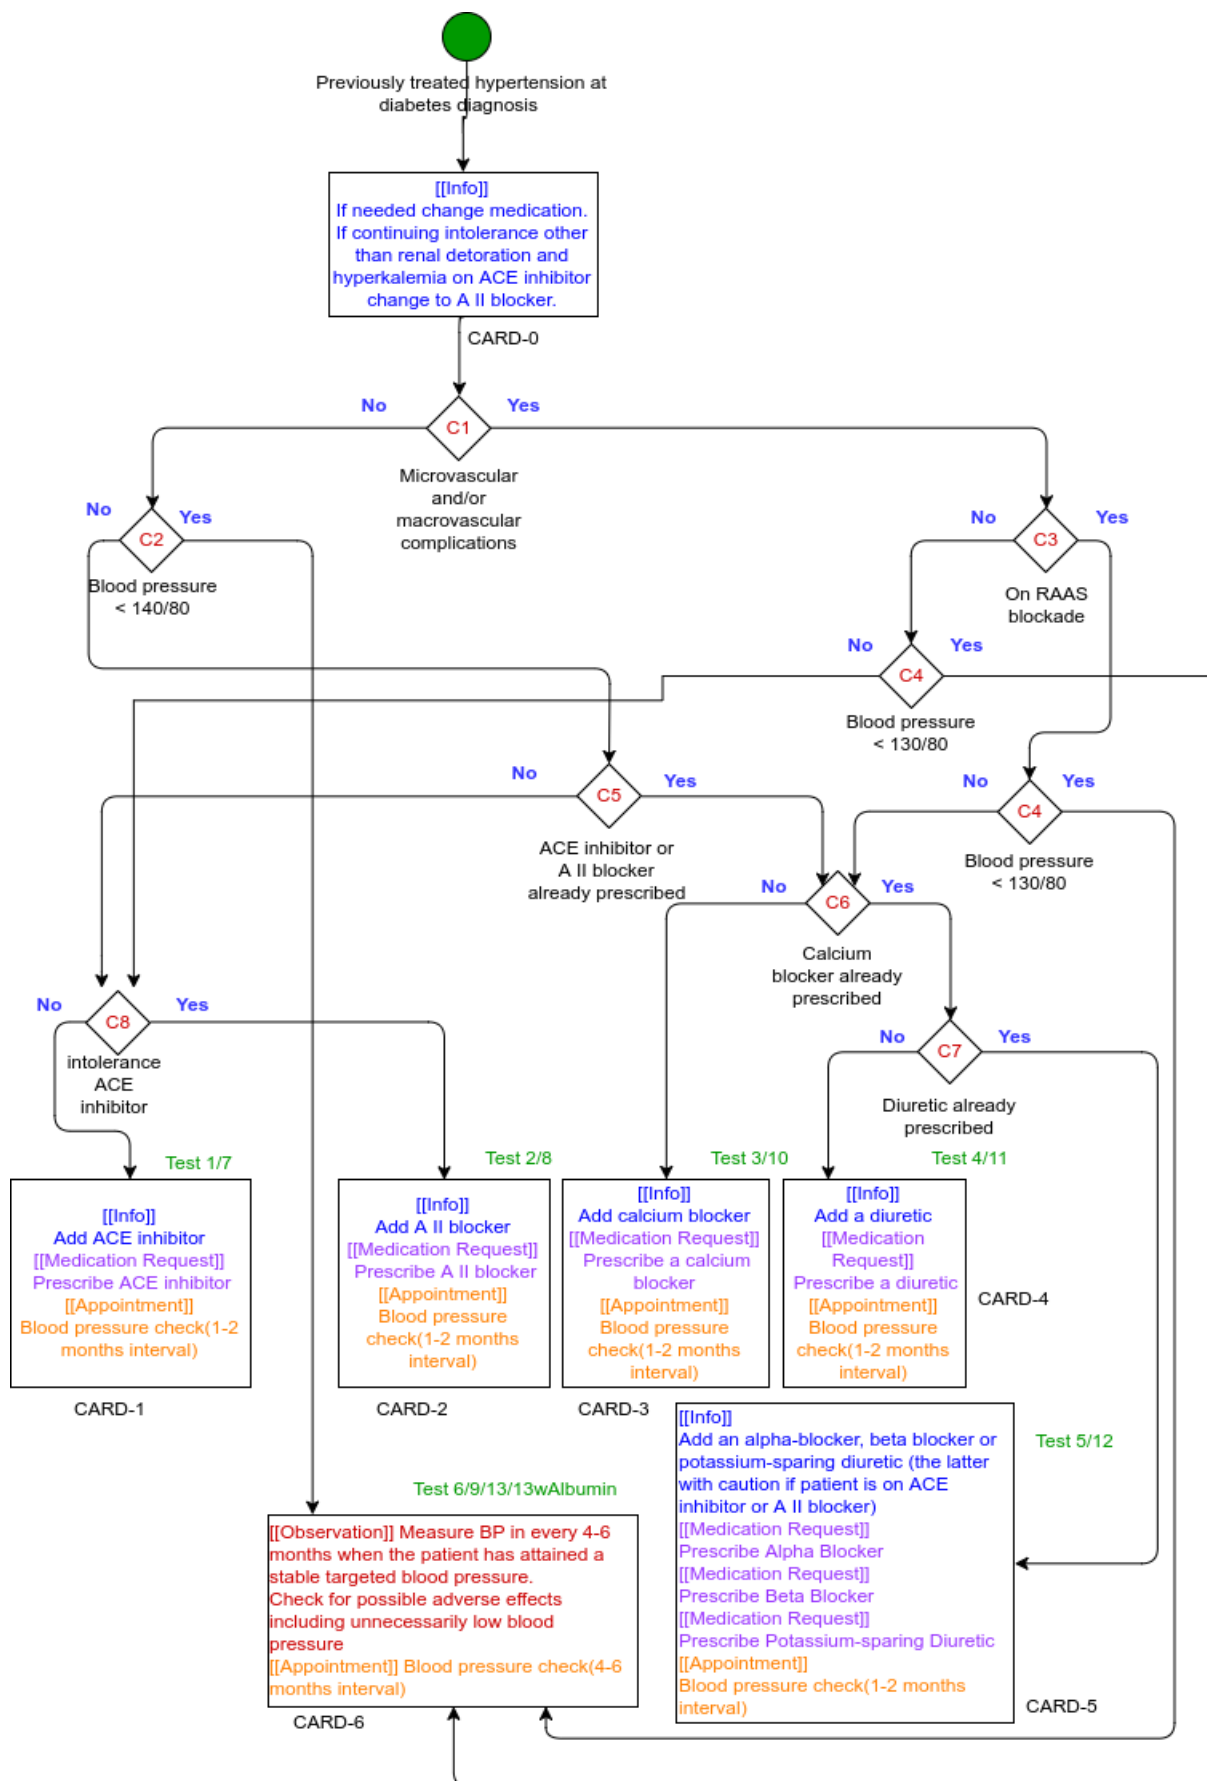 Previously treated hypertension at
diabetes diagnosis
[[Info]]
If needed change medication.
If continuing intolerance other
than renal detoration and
hyperkalemia on ACE inhibitor
change to A II blocker.
CARD-0
No
Yes
C1
Microvascular
and/or
macrovascular
complications
No
Yes
C2
Blood pressure
< 140/80
No
Yes
C3
On RAAS
blockade
No
Yes
C4
Blood pressure
< 130/80
No
Yes
C5
ACE inhibitor or
A II blocker
already prescribed
No
Yes
C4
Blood pressure
< 130/80
No
Yes
C6
Calcium
blocker already
prescribed
No
Yes
C8
intolerance
ACE
inhibitor
No
Yes
C7
Diuretic already
prescribed
Test 1/7
[[Info]]
Add ACE inhibitor
[[Medication Request]]
Prescribe ACE inhibitor
[[Appointment]]
Blood pressure check(1-2
months interval)
CARD-1
Test 2/8
[[Info]]
Add A II blocker
[[Medication Request]]
Prescribe A II blocker
[[Appointment]]
Blood pressure
check(1-2 months
interval)
CARD-2
Test 3/10
[[Info]]
Add calcium blocker
[[Medication Request]]
Prescribe a calcium
blocker
[[Appointment]]
Blood pressure
check(1-2 months
interval)
CARD-3
Test 4/11
[[Info]]
Add a diuretic
[[Medication
Request]]
Prescribe a diuretic
[[Appointment]]
Blood pressure
check(1-2 months
interval)
CARD-4
[[Info]]
Add an alpha-blocker, beta blocker or
potassium-sparing diuretic (the latter
with caution if patient is on ACE
inhibitor or A II blocker)
[[Medication Request]]
Prescribe Alpha Blocker
[[Medication Request]]
Prescribe Beta Blocker
[[Medication Request]]
Prescribe Potassium-sparing Diuretic
[[Appointment]]
Blood pressure check(1-2 months
interval)
Test 5/12
CARD-5
Test 6/9/13/13wAlbumin
[[Observation]] Measure BP in every 4-6
months when the patient has attained a
stable targeted blood pressure.
Check for possible adverse effects
including unnecessarily low blood
pressure
[[Appointment]] Blood pressure check(4-6
months interval)
CARD-6